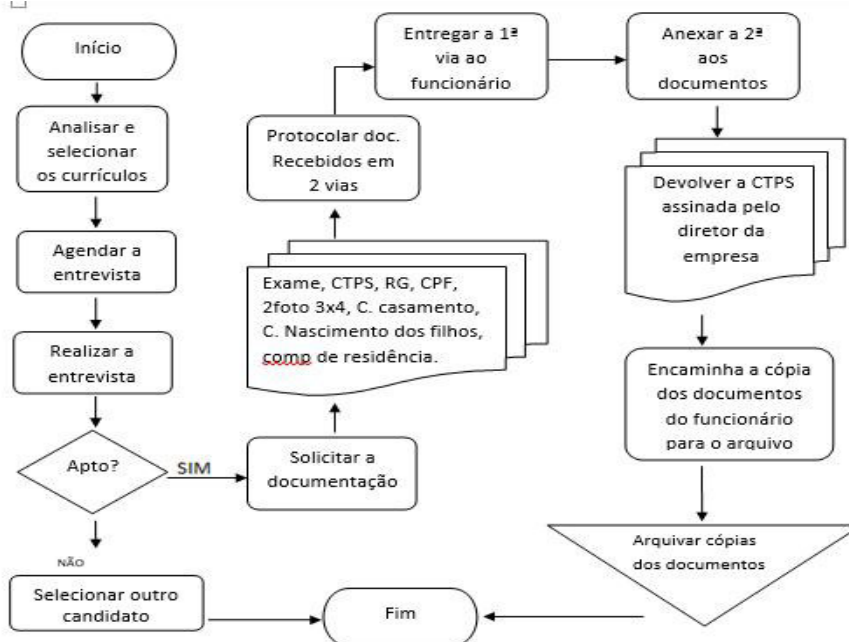 Início
Analisar e
selecionar
os currículos
Agendar a
entrevista
Realizar a
entrevista
Apto?
SIM
NÃO
Selecionar outro
candidato
Solicitar a
documentação
Exame, CTPS, RG, CPF,
2foto 3x4, C. casamento,
C. Nascimento dos filhos,
comp de residência.
Protocolar doc.
Recebidos em
2 vias
Entregar a 1ª
via ao
funcionário
Anexar a 2ª
aos
documentos
Devolver a CTPS
assinada pelo
diretor da
empresa
Encaminha a cópia
dos documentos
do funcionário
para o arquivo
Arquivar cópias
dos documentos
Fim